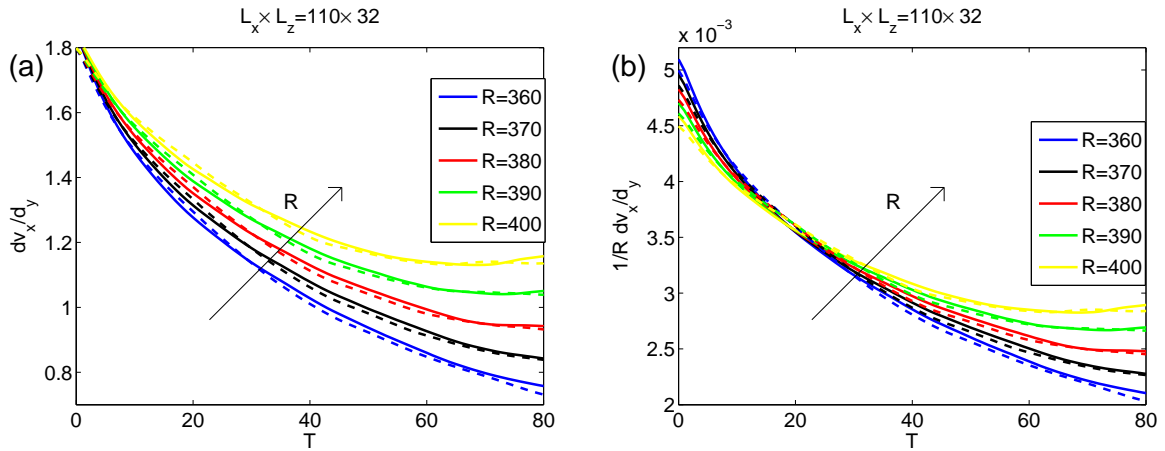 L_x × L_z=110× 32
(a)
1.8
1.6
1.4
1.2
1
0.8
dv_x/d_y
0 20 40 60 80
T
R
R=360
R=370
R=380
R=390
R=400
L_x × L_z=110× 32
x 10^-3
(b)
5
4.5
4
3.5
3
2.5
2
1/R dv_x/d_y
0 20 40 60 80
T
R
R=360
R=370
R=380
R=390
R=400